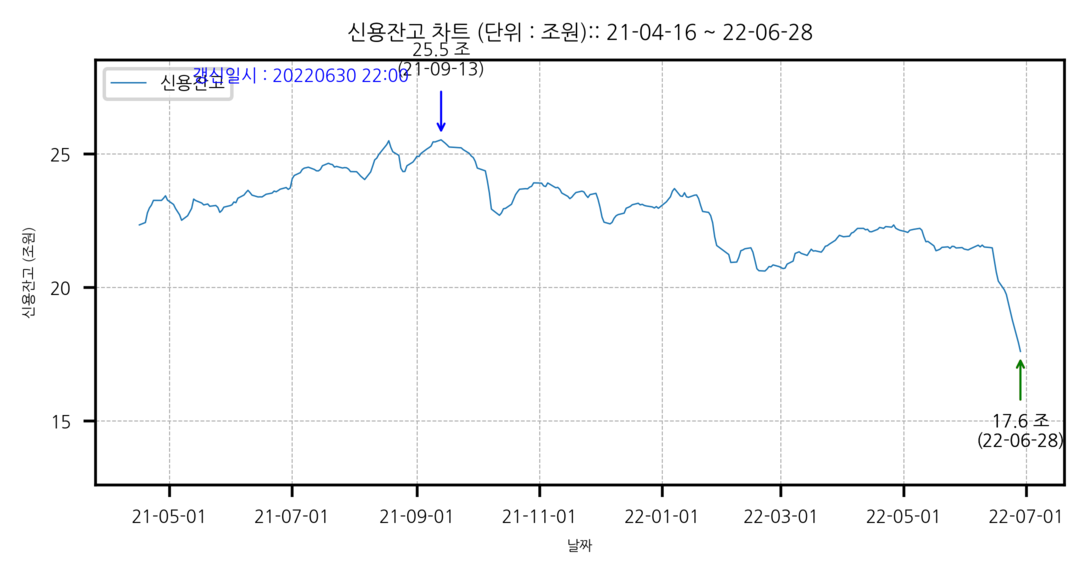 신용잔고 차트 (단위 : 조원):: 21-04-16 ~ 22-06-28
25.5 조
(21-09-13)
갱신일시 : 20220630 22:00
신용잔고
25
20
15
신용잔고 (조원)
17.6 조
(22-06-28)
21-05-01
21-07-01
21-09-01
21-11-01
22-01-01
22-03-01
22-05-01
22-07-01
날짜